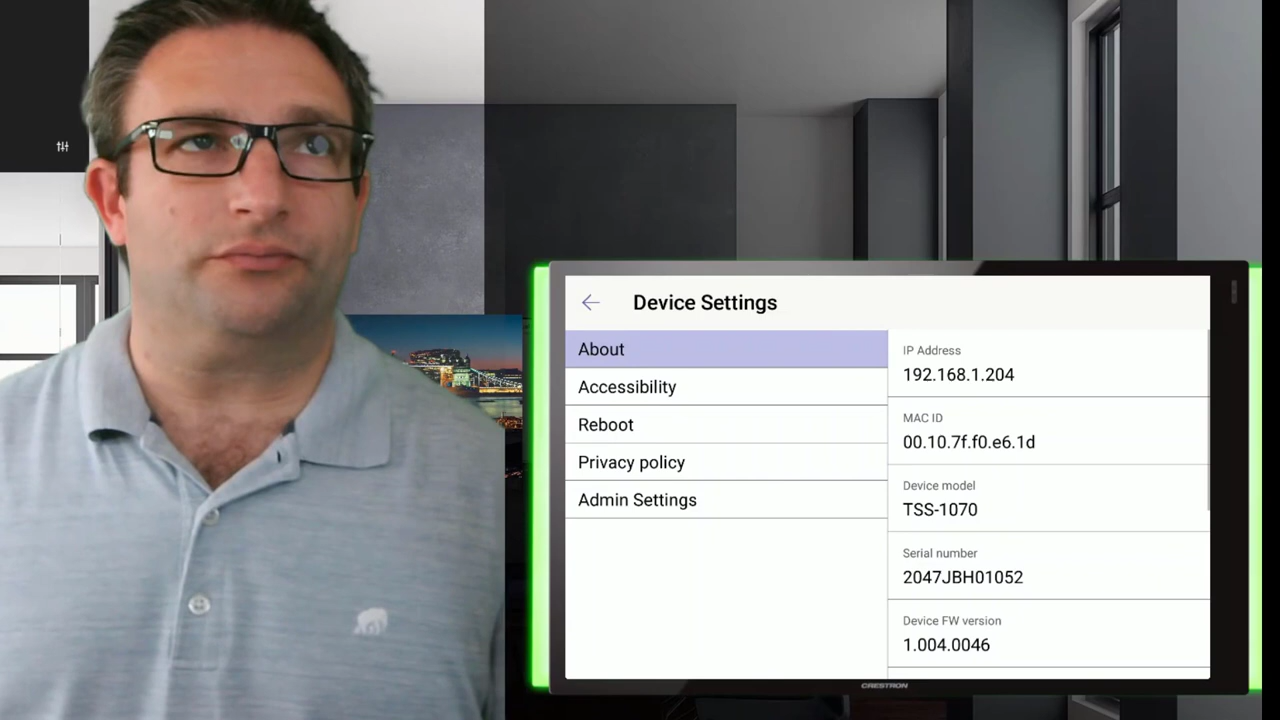 Device Settings
About
Accessibility
Reboot
Privacy policy
Admin Settings
IP Address
192.168.1.204
MAC ID
00.10.7f.f0.e6.1d
Device model
TSS-1070
Serial number
2047JBH01052
Device FW version
1.004.0046
CRESTRON